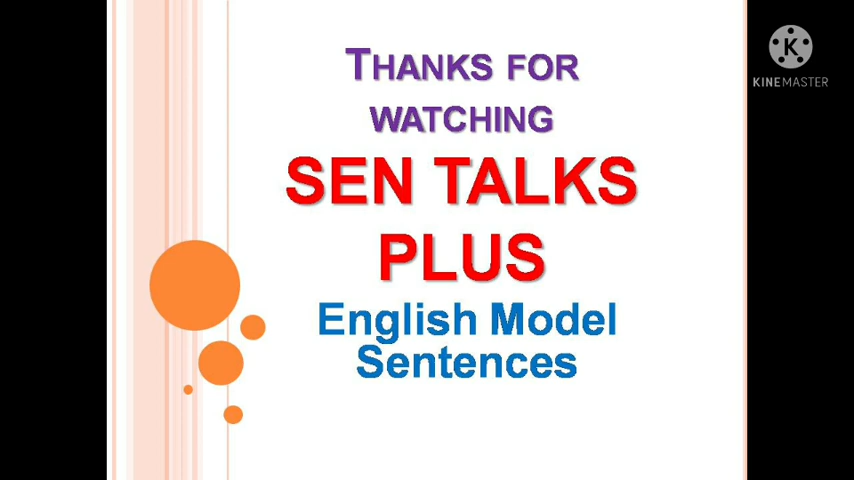 THANKS FOR
WATCHING
SEN TALKS
PLUS
English Model
Sentences
K
KINEMASTER